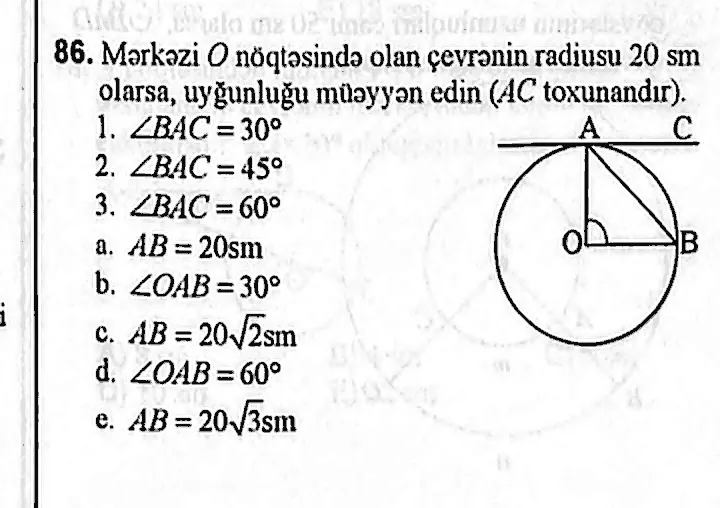 86. Mərkəzi O nöqtəsində olan çevrənin radiusu 20 sm
olarsa, uyğunluğu müəyyən edin (AC toxunandır).
1. ∠BAC = 30°
2. ∠BAC = 45°
3. ∠BAC = 60°
a. AB = 20sm
b. ∠OAB = 30°
c. AB = 20√2sm
d. ∠OAB = 60°
e. AB = 20√3sm
A C
O B
i